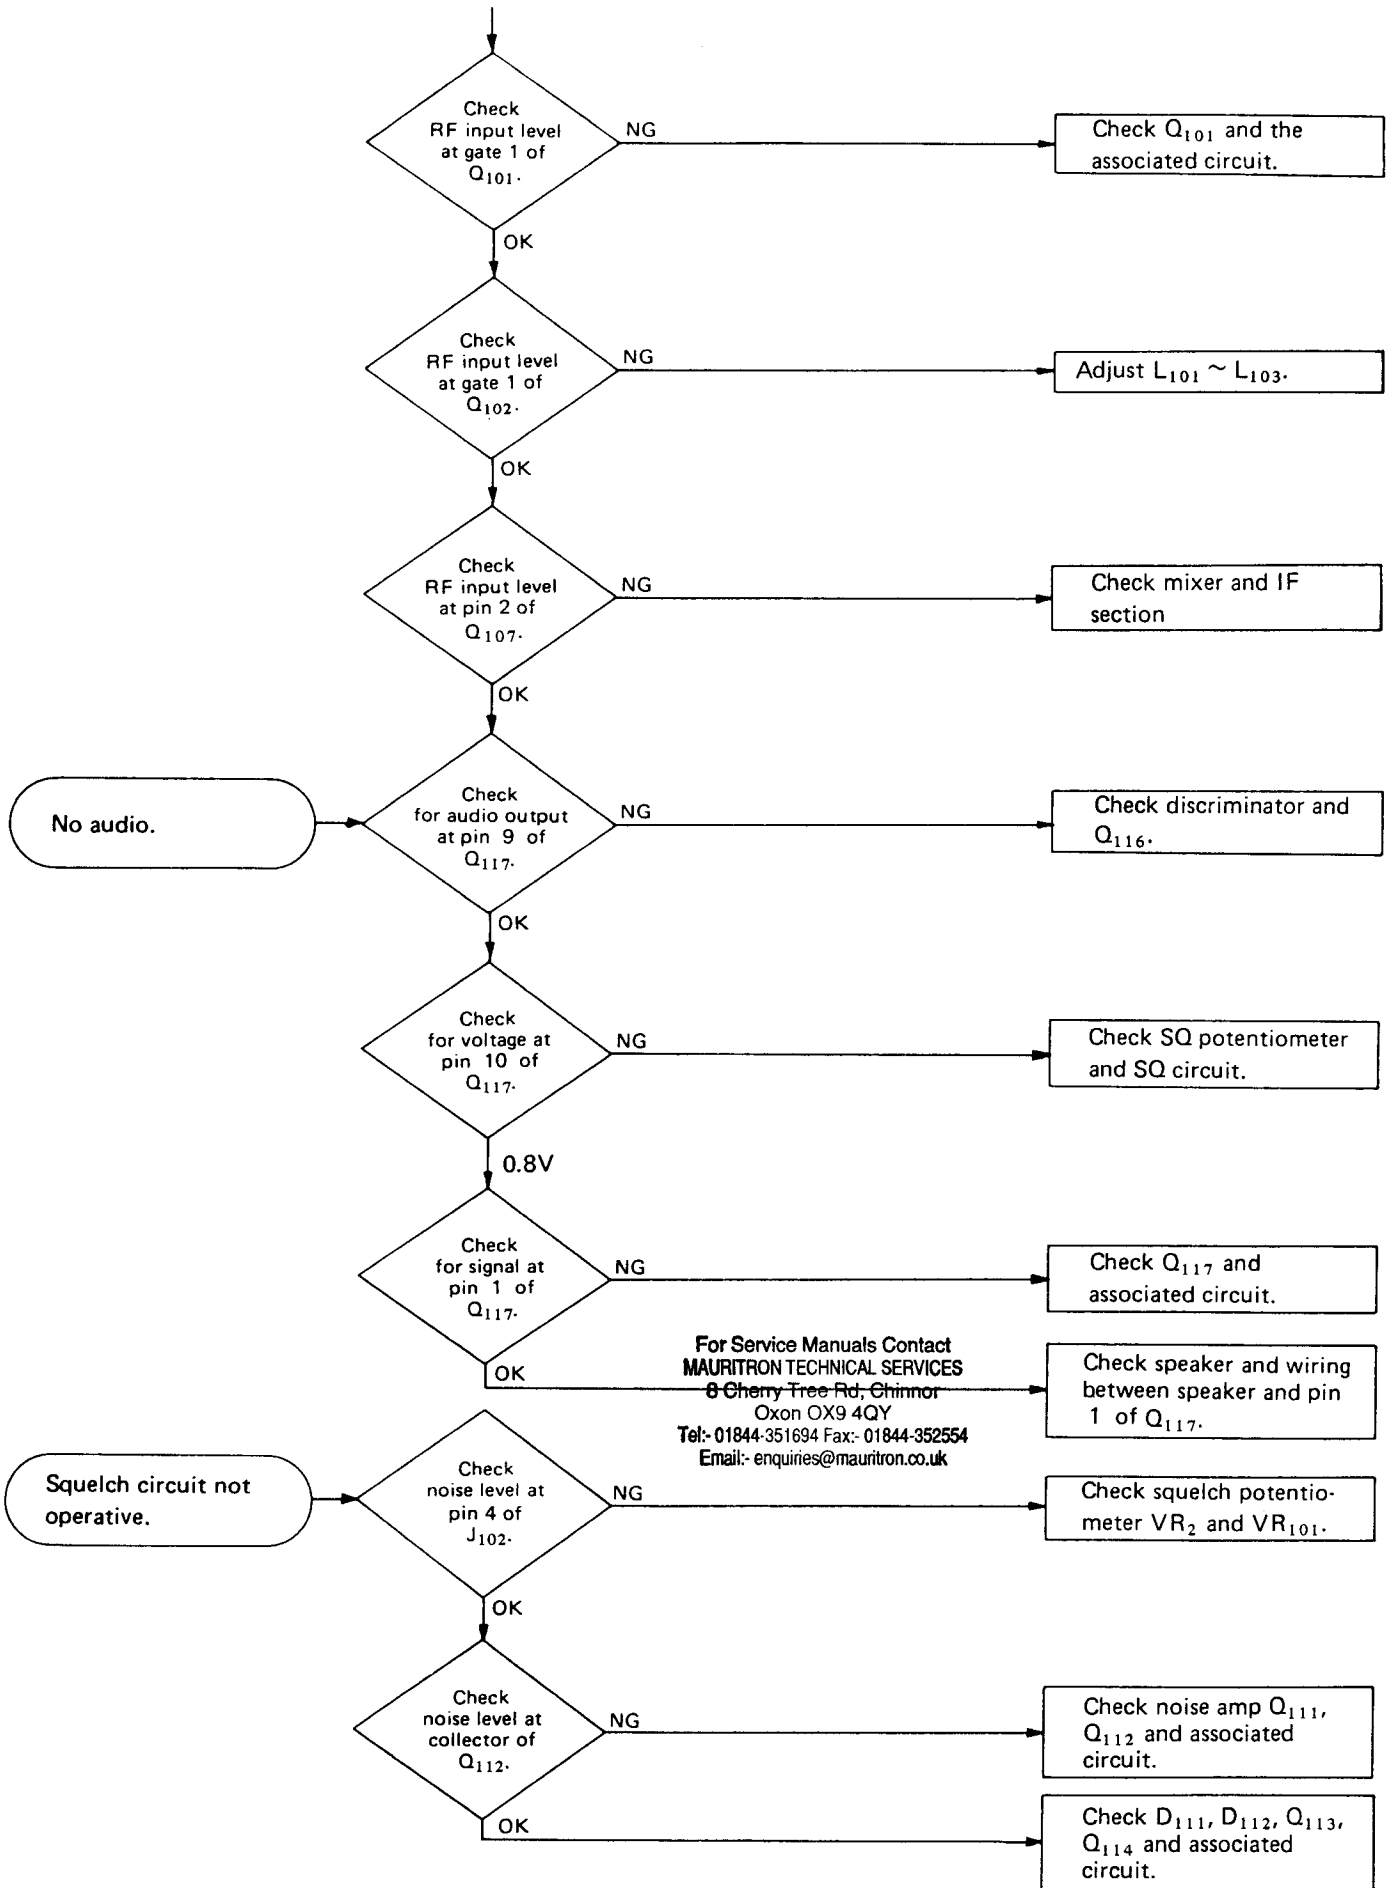 Check
RF input level
at gate 1 of
Q101.
NG
Check Q101 and the
associated circuit.
OK
Check
RF input level
at gate 1 of
Q102.
NG
Adjust L101 ~ L103.
OK
Check
RF input level
at pin 2 of
Q107.
NG
Check mixer and IF
section
OK
No audio.
Check
for audio output
at pin 9 of
Q117.
NG
Check discriminator and
Q116.
OK
Check
for voltage at
pin 10 of
Q117.
NG
Check SQ potentiometer
and SQ circuit.
0.8V
Check
for signal at
pin 1 of
Q117.
NG
Check Q117 and
associated circuit.
OK
For Service Manuals Contact
MAURITRON TECHNICAL SERVICES
8 Cherry Tree Rd, Chinnor
Oxon OX9 4QY
Tel:- 01844-351694 Fax:- 01844-352554
Email:- enquiries@mauritron.co.uk
Check speaker and wiring
between speaker and pin
1 of Q117.
Squelch circuit not
operative.
Check
noise level at
pin 4 of
J102.
NG
Check squelch potentio-
meter VR2 and VR101.
OK
Check
noise level at
collector of
Q112.
NG
Check noise amp Q111,
Q112 and associated
circuit.
OK
Check D111, D112, Q113,
Q114 and associated
circuit.